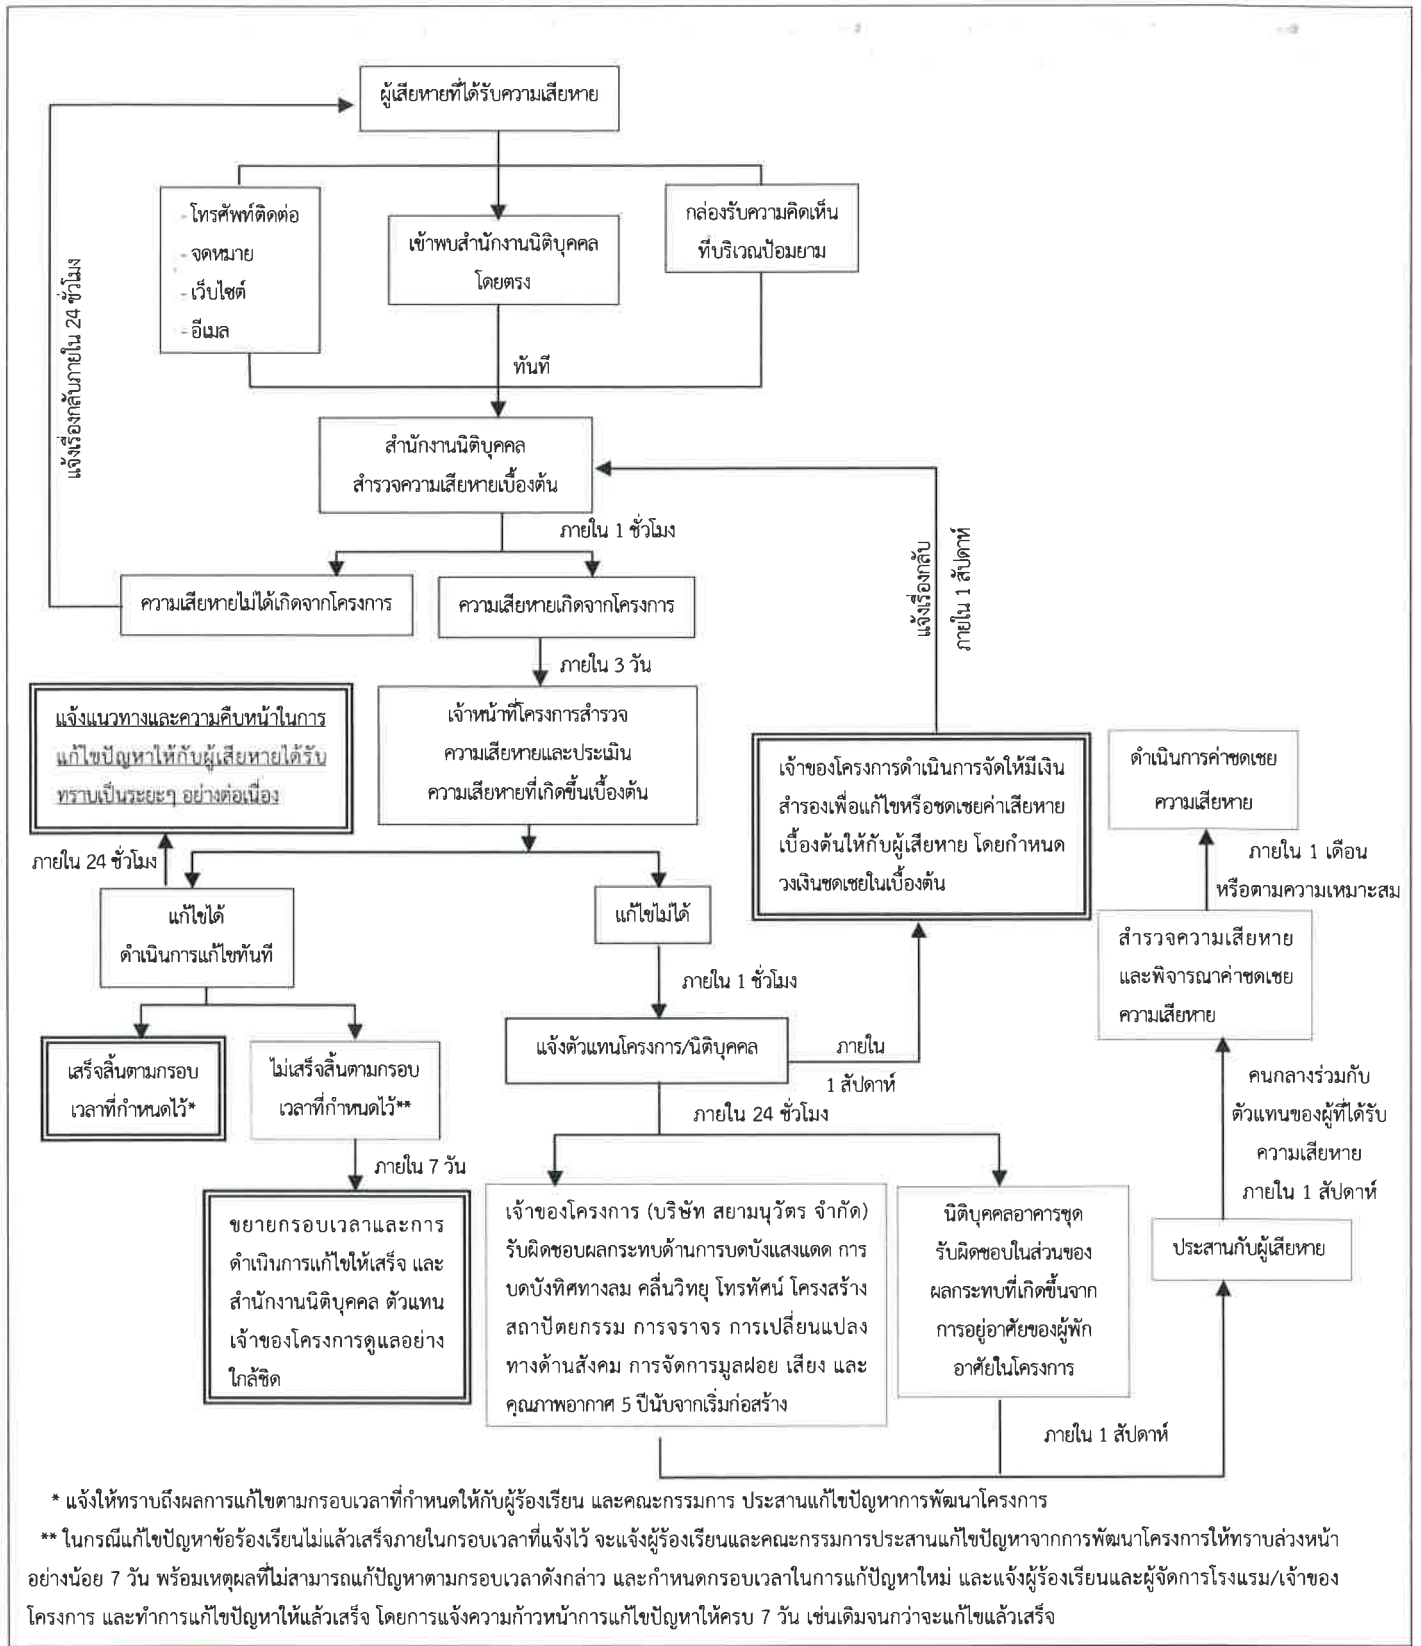 ผู้เสียหายที่ได้รับความเสียหาย
- โทรศัพท์ติดต่อ
- จดหมาย
- เว็บไซต์
- อีเมล
เข้าพบสำนักงานนิติบุคคล
โดยตรง
กล่องรับความคิดเห็น
ที่บริเวณป้อมยาม
แจ้งเรื่องกลับภายใน 24 ชั่วโมง
ทันที
สำนักงานนิติบุคคล
สำรวจความเสียหายเบื้องต้น
ภายใน 1 ชั่วโมง
แจ้งเรื่องกลับ
ภายใน 1 สัปดาห์
ความเสียหายไม่ได้เกิดจากโครงการ
ความเสียหายเกิดจากโครงการ
ภายใน 3 วัน
แจ้งแนวทางและความคืบหน้าในการ
แก้ไขปัญหาให้กับผู้เสียหายได้รับ
ทราบเป็นระยะๆ อย่างต่อเนื่อง
เจ้าหน้าที่โครงการสำรวจ
ความเสียหายและประเมิน
ความเสียหายที่เกิดขึ้นเบื้องต้น
เจ้าของโครงการดำเนินการจัดให้มีเงิน
สำรองเพื่อแก้ไขหรือชดเชยค่าเสียหาย
เบื้องต้นให้กับผู้เสียหาย โดยกำหนด
วงเงินชดเชยในเบื้องต้น
ดำเนินการค่าชดเชย
ความเสียหาย
ภายใน 24 ชั่วโมง
ภายใน 1 เดือน
หรือตามความเหมาะสม
แก้ไขได้
ดำเนินการแก้ไขทันที
แก้ไขไม่ได้
สำรวจความเสียหาย
และพิจารณาค่าชดเชย
ความเสียหาย
ภายใน 1 ชั่วโมง
แจ้งตัวแทนโครงการ/นิติบุคคล
ภายใน
1 สัปดาห์
เสร็จสิ้นตามกรอบ
เวลาที่กำหนดไว้*
ไม่เสร็จสิ้นตามกรอบ
เวลาที่กำหนดไว้**
คนกลางร่วมกับ
ตัวแทนของผู้ที่ได้รับ
ความเสียหาย
ภายใน 1 สัปดาห์
ภายใน 24 ชั่วโมง
ภายใน 7 วัน
ขยายกรอบเวลาและการ
ดำเนินการแก้ไขให้เสร็จ และ
สำนักงานนิติบุคคล ตัวแทน
เจ้าของโครงการดูแลอย่าง
ใกล้ชิด
เจ้าของโครงการ (บริษัท สยามนุวัตร จำกัด)
รับผิดชอบผลกระทบด้านการบดบังแสงแดด การ
บดบังทิศทางลม คลื่นวิทยุ โทรทัศน์ โครงสร้าง
สถาปัตยกรรม การจราจร การเปลี่ยนแปลง
ทางด้านสังคม การจัดการมูลฝอย เสียง และ
คุณภาพอากาศ 5 ปีนับจากเริ่มก่อสร้าง
นิติบุคคลอาคารชุด
รับผิดชอบในส่วนของ
ผลกระทบที่เกิดขึ้นจาก
การอยู่อาศัยของผู้พัก
อาศัยในโครงการ
ประสานกับผู้เสียหาย
ภายใน 1 สัปดาห์
* แจ้งให้ทราบถึงผลการแก้ไขตามกรอบเวลาที่กำหนดให้กับผู้ร้องเรียน และคณะกรรมการ ประสานแก้ไขปัญหาการพัฒนาโครงการ
** ในกรณีแก้ไขปัญหาข้อร้องเรียนไม่แล้วเสร็จภายในกรอบเวลาที่แจ้งไว้ จะแจ้งผู้ร้องเรียนและคณะกรรมการประสานแก้ไขปัญหาจากการพัฒนาโครงการให้ทราบล่วงหน้า
อย่างน้อย 7 วัน พร้อมเหตุผลที่ไม่สามารถแก้ปัญหาตามกรอบเวลาดังกล่าว และกำหนดกรอบเวลาในการแก้ปัญหาใหม่ และแจ้งผู้ร้องเรียนและผู้จัดการโรงแรม/เจ้าของ
โครงการ และทำการแก้ไขปัญหาให้แล้วเสร็จ โดยการแจ้งความก้าวหน้าการแก้ไขปัญหาให้ครบ 7 วัน เช่นเดิมจนกว่าจะแก้ไขแล้วเสร็จ